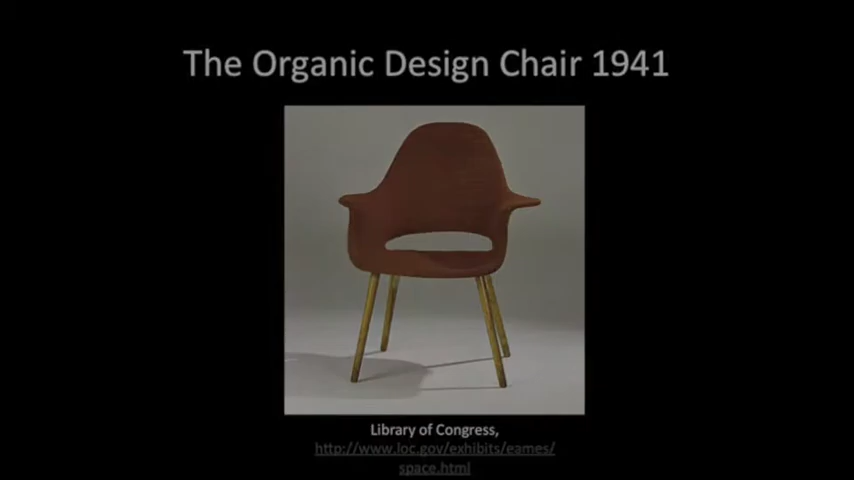 The Organic Design Chair 1941
Library of Congress,
http://www.loc.gov/exhibits/eames/
space.html